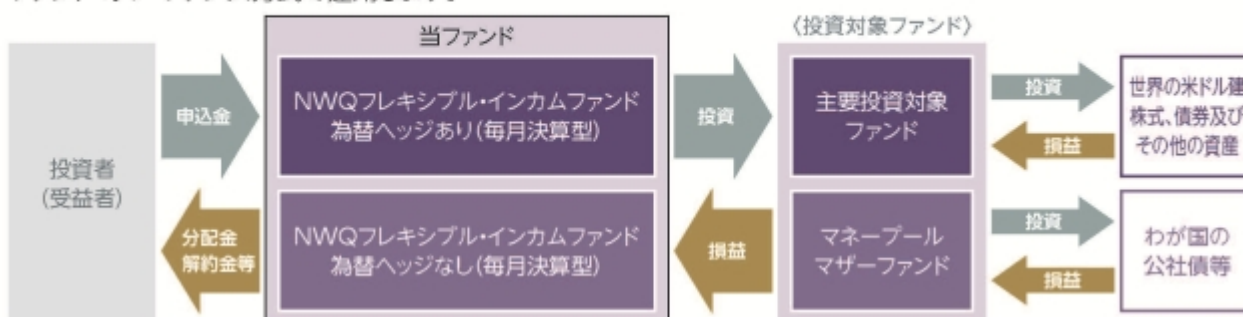 当ファンド
〈投資対象ファンド〉
投資者
(受益者)
申込金
分配金
解約金等
NWQフレキシブル・インカムファンド
為替ヘッジあり(毎月決算型)
NWQフレキシブル・インカムファンド
為替ヘッジなし(毎月決算型)
投資
損益
主要投資対象
ファンド
マネープール
マザーファンド
投資
損益
投資
損益
世界の米ドル建
株式、債券及び
その他の資産
わが国の
公社債等